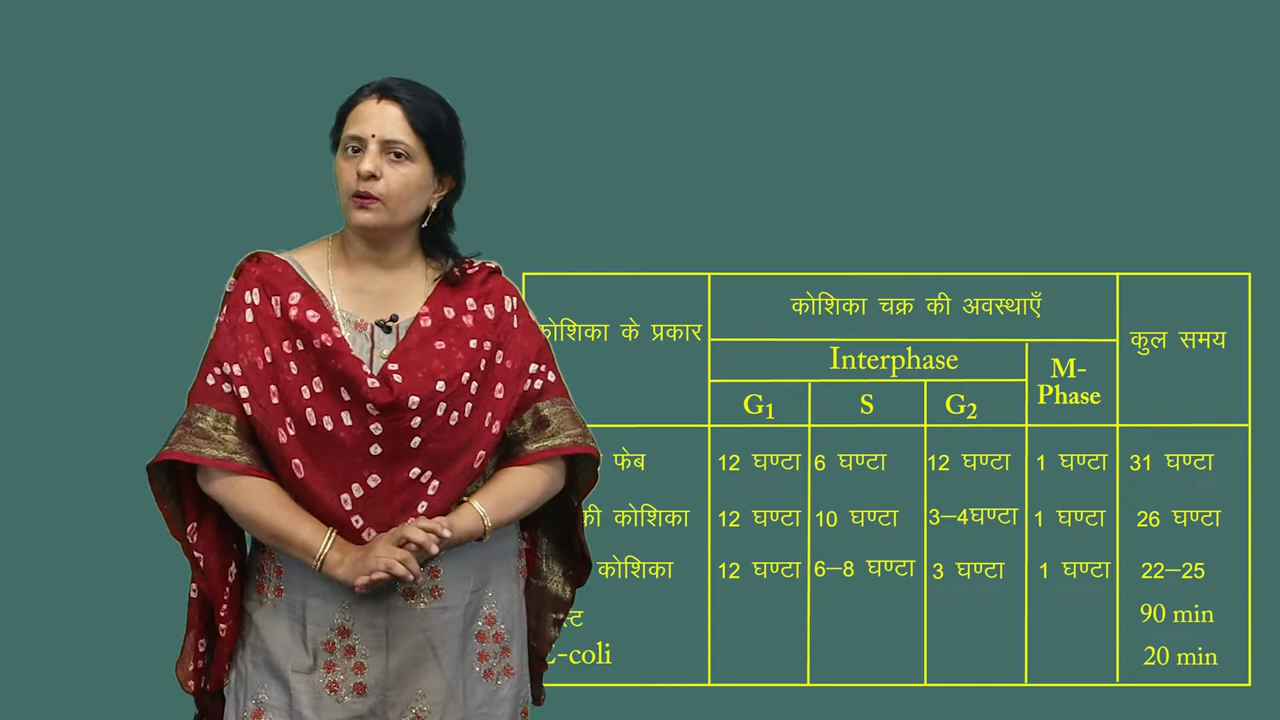 कोशिका के प्रकार
कोशिका चक्र की अवस्थाएँ
कुल समय
Interphase
M-Phase
G₁ S G₂
फेब 12 घण्टा 6 घण्टा 12 घण्टा 1 घण्टा 31 घण्टा
की कोशिका 12 घण्टा 10 घण्टा 3–4घण्टा 1 घण्टा 26 घण्टा
कोशिका 12 घण्टा 6–8 घण्टा 3 घण्टा 1 घण्टा 22–25
90 min
E-coli 20 min